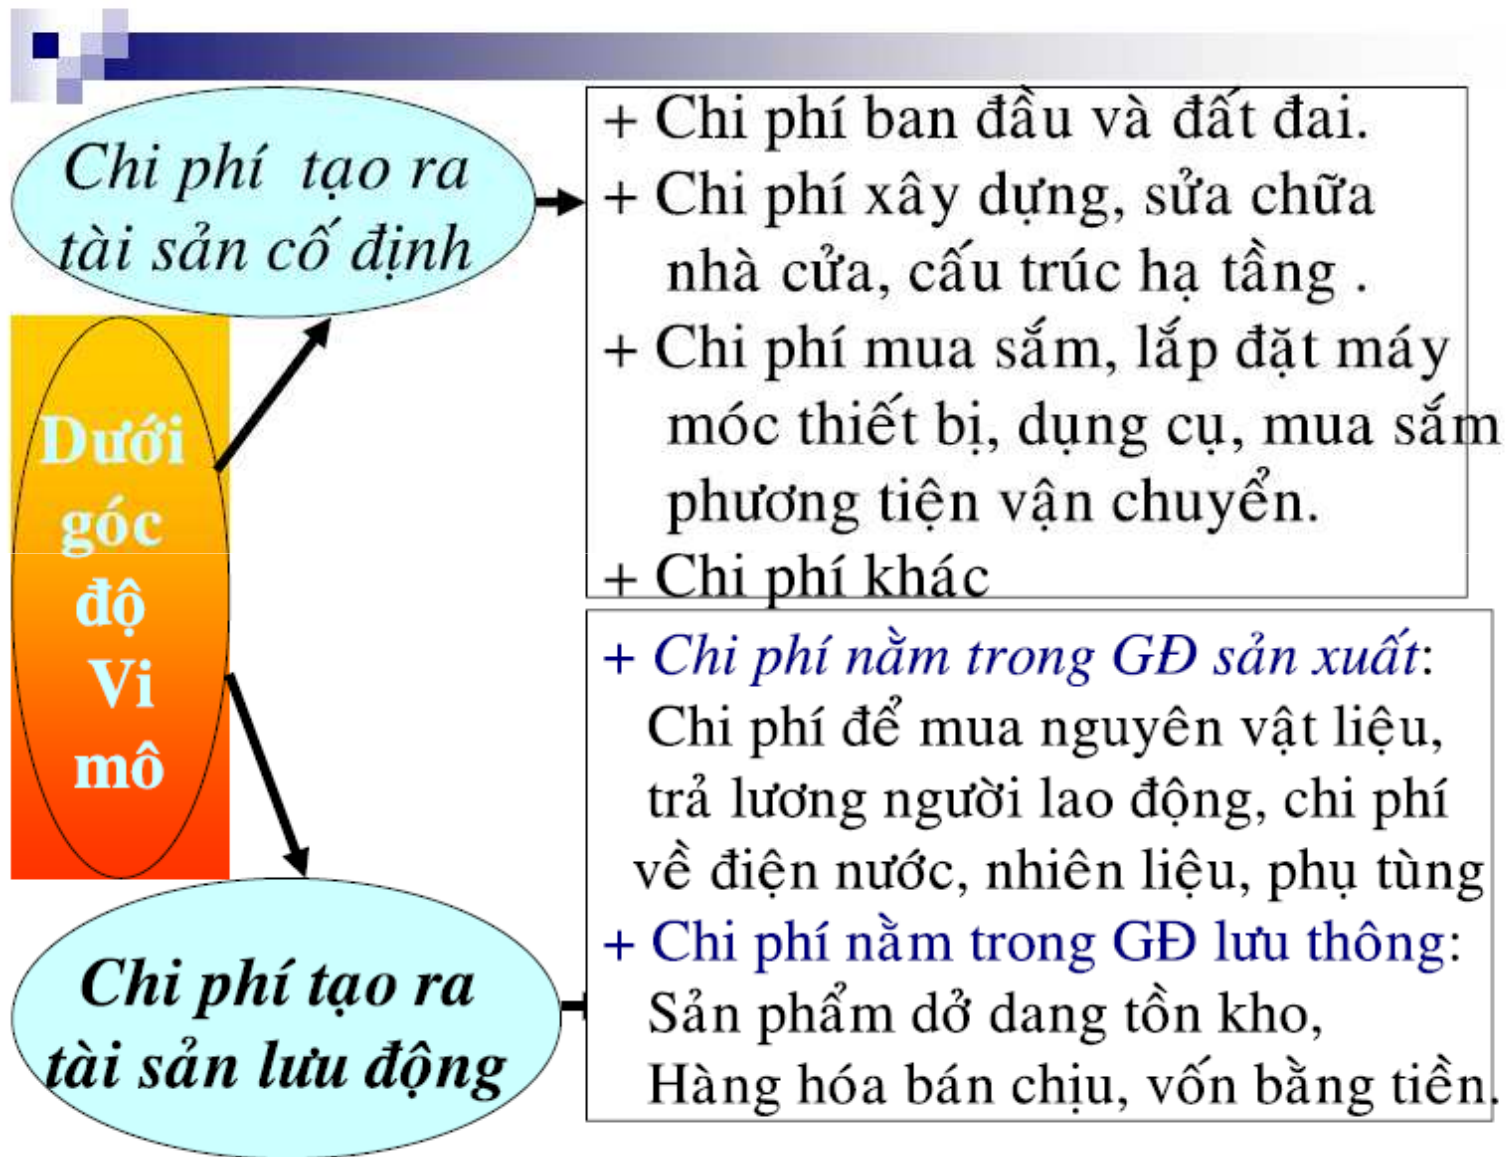 Chi phí tạo ra
tài sản cố định
+ Chi phí ban đầu và đất đai.
+ Chi phí xây dựng, sửa chữa
nhà cửa, cấu trúc hạ tầng .
+ Chi phí mua sắm, lắp đặt máy
móc thiết bị, dụng cụ, mua sắm
phương tiện vận chuyển.
+ Chi phí khác
Dưới
góc
độ
Vi
mô
Chi phí tạo ra
tài sản lưu động
+ Chi phí nằm trong GĐ sản xuất:
Chi phí để mua nguyên vật liệu,
trả lương người lao động, chi phí
về điện nước, nhiên liệu, phụ tùng
+ Chi phí nằm trong GĐ lưu thông:
Sản phẩm dở dang tồn kho,
Hàng hóa bán chịu, vốn bằng tiền.